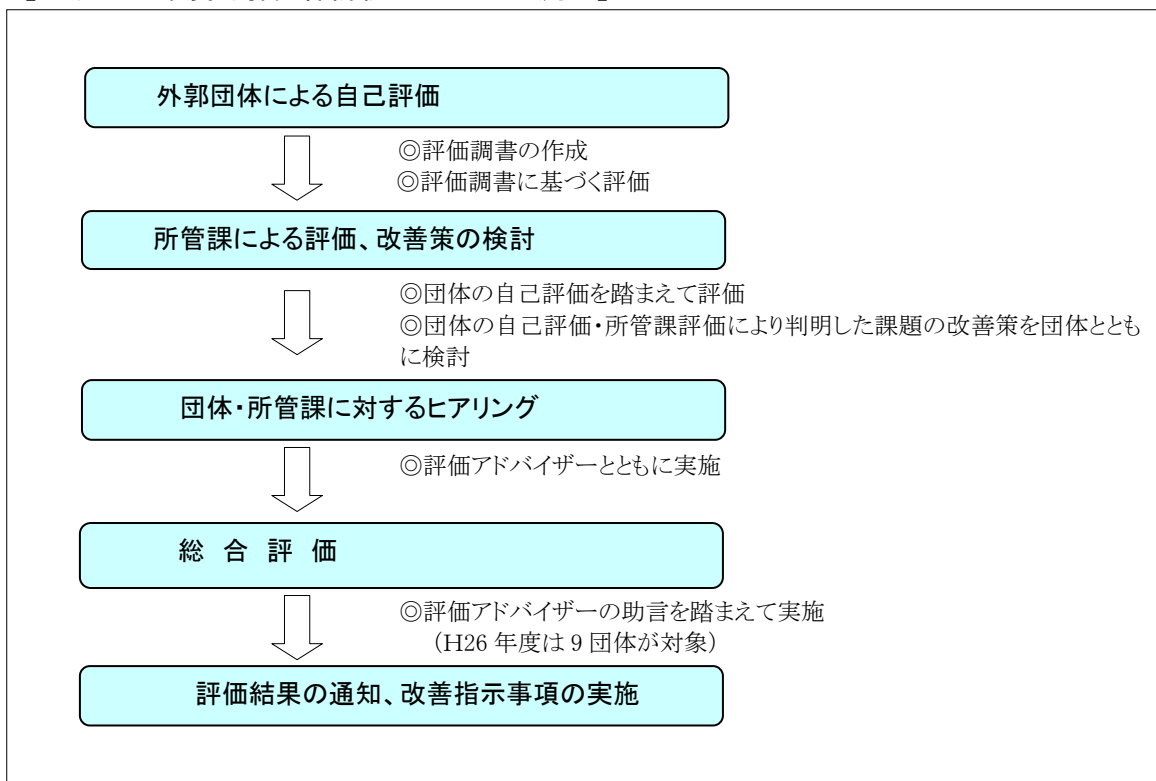 外郭団体による自己評価
◎評価調書の作成
◎評価調書に基づく評価
所管課による評価、改善策の検討
◎団体の自己評価を踏まえて評価
◎団体の自己評価・所管課評価により判明した課題の改善策を団体ととも
に検討
団体・所管課に対するヒアリング
◎評価アドバイザーとともに実施
総 合 評 価
◎評価アドバイザーの助言を踏まえて実施
（H26 年度は 9 団体が対象）
評価結果の通知、改善指示事項の実施